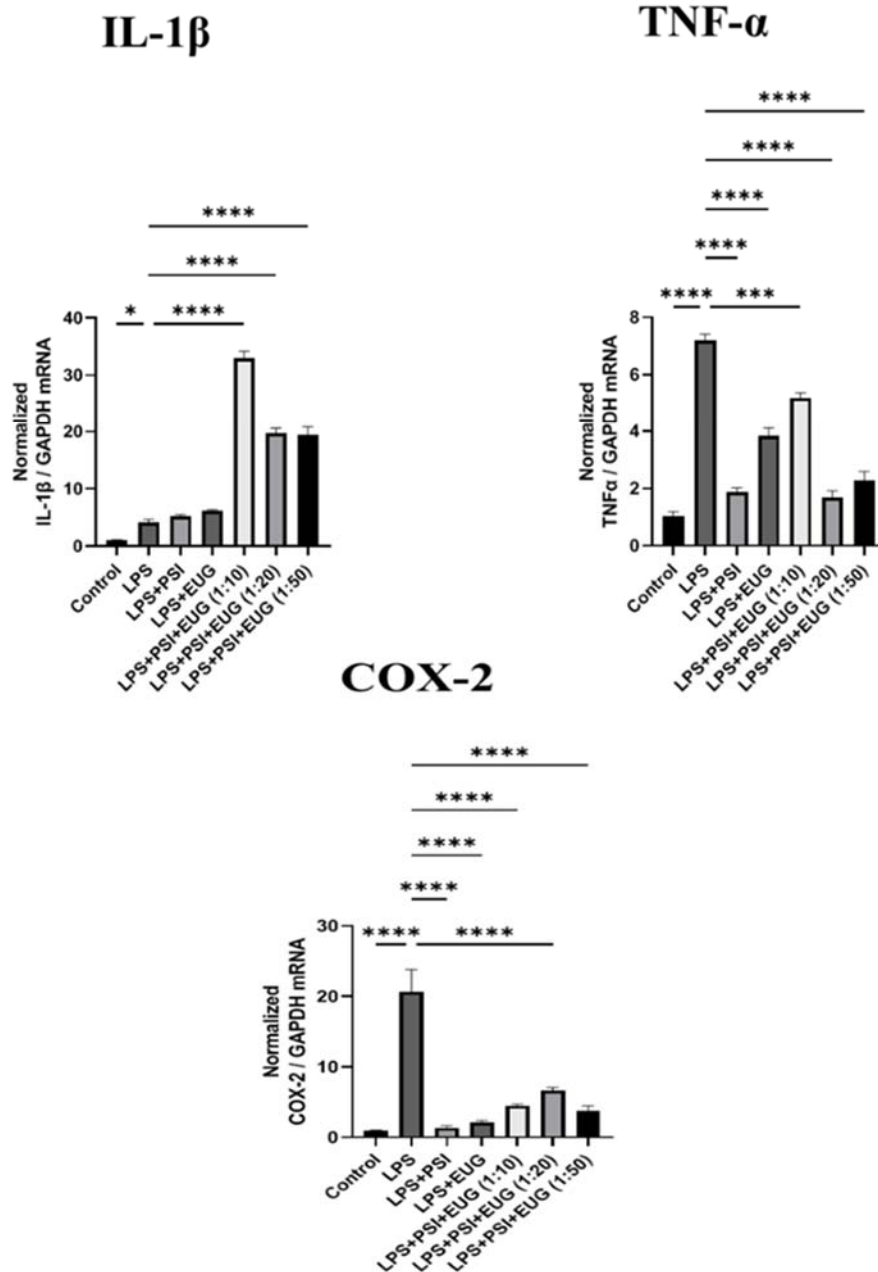 IL-1β
****
****
* ****
Normalized
IL-1β / GAPDH mRNA
40
30
20
10
0
Control
LPS
LPS+PSI
LPS+EUG
LPS+PSI+EUG (1:10)
LPS+PSI+EUG (1:20)
LPS+PSI+EUG (1:50)
TNF-α
****
****
****
****
**** ***
Normalized
TNFα / GAPDH mRNA
8
6
4
2
0
Control
LPS
LPS+PSI
LPS+EUG
LPS+PSI+EUG (1:10)
LPS+PSI+EUG (1:20)
LPS+PSI+EUG (1:50)
COX-2
****
****
****
****
**** ****
Normalized
COX-2 / GAPDH mRNA
30
20
10
0
Control
LPS
LPS+PSI
LPS+EUG
LPS+PSI+EUG (1:10)
LPS+PSI+EUG (1:20)
LPS+PSI+EUG (1:50)